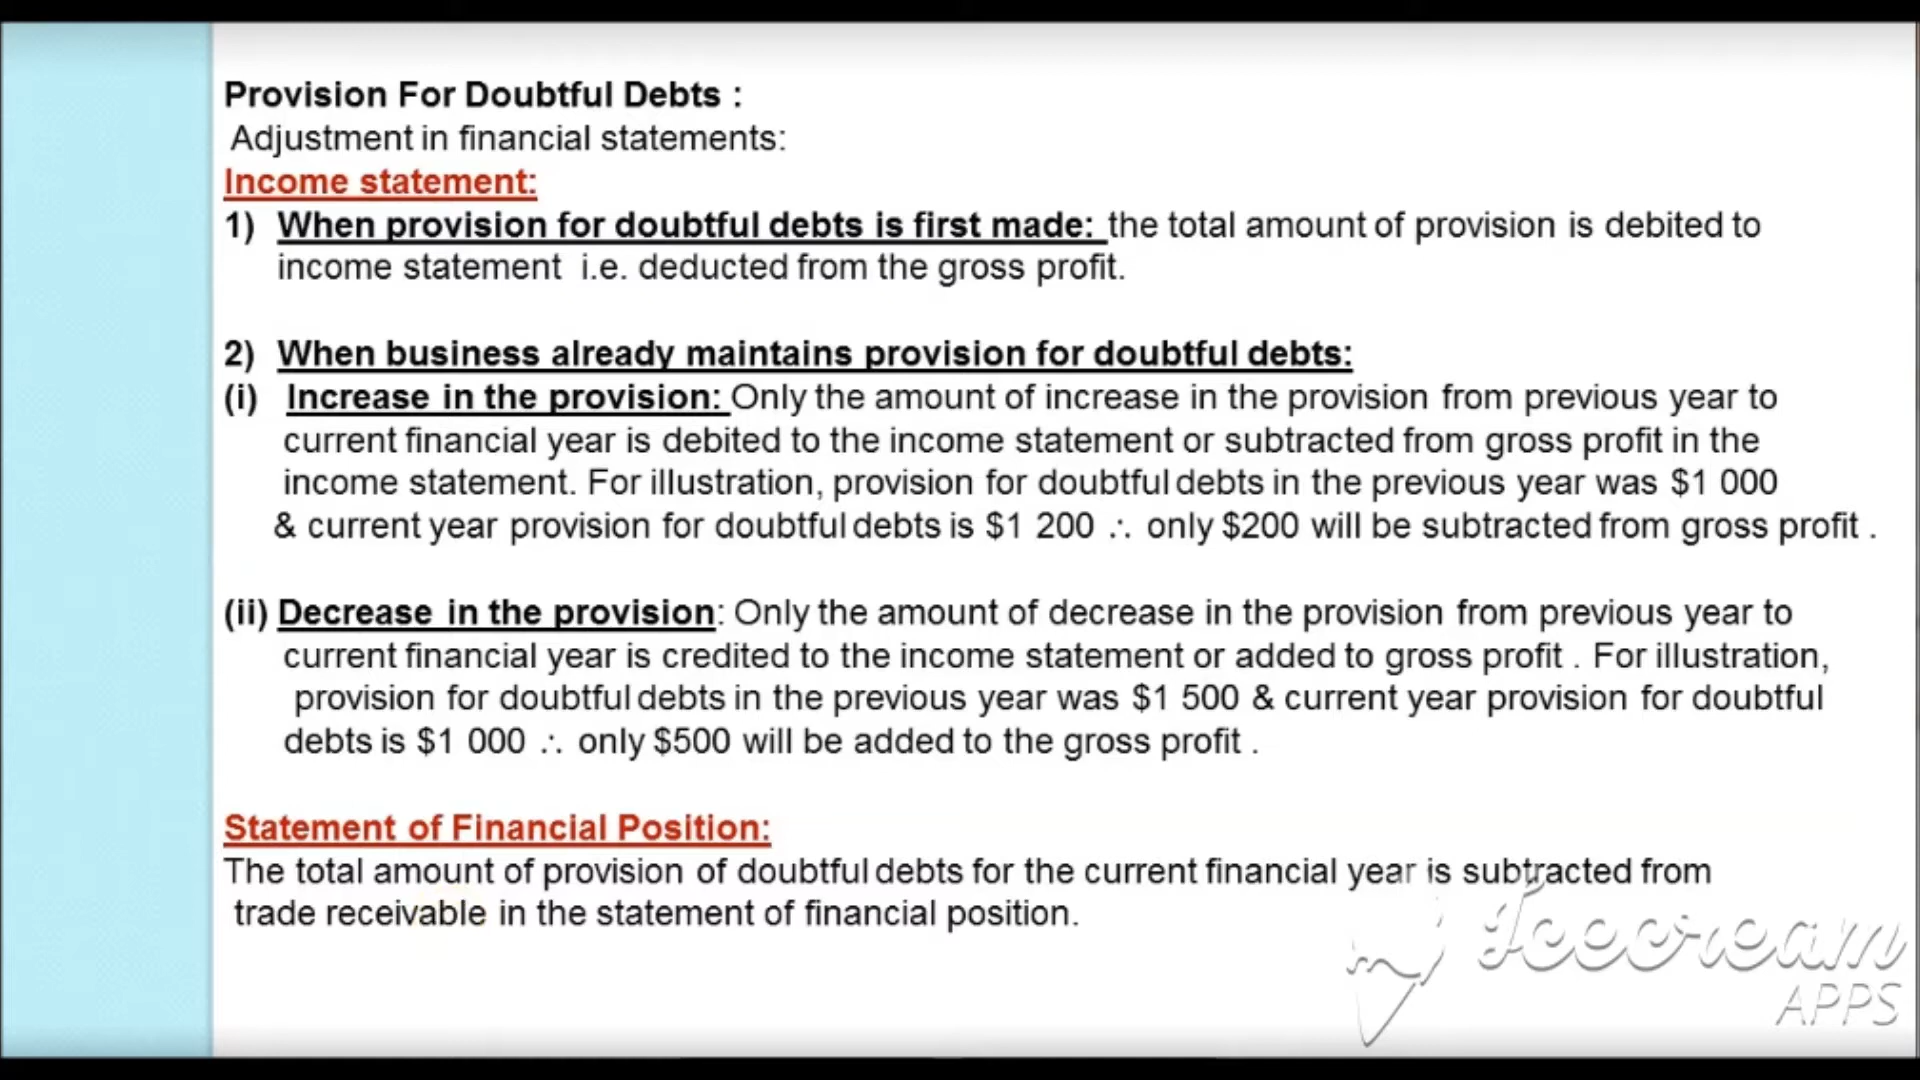 Provision For Doubtful Debts :
Adjustment in financial statements:
Income statement:
1) When provision for doubtful debts is first made: the total amount of provision is debited to
income statement i.e. deducted from the gross profit.
2) When business already maintains provision for doubtful debts:
(i) Increase in the provision: Only the amount of increase in the provision from previous year to
current financial year is debited to the income statement or subtracted from gross profit in the
income statement. For illustration, provision for doubtful debts in the previous year was $1 000
& current year provision for doubtful debts is $1 200 ∴ only $200 will be subtracted from gross profit .
(ii) Decrease in the provision: Only the amount of decrease in the provision from previous year to
current financial year is credited to the income statement or added to gross profit . For illustration,
provision for doubtful debts in the previous year was $1 500 & current year provision for doubtful
debts is $1 000 ∴ only $500 will be added to the gross profit .
Statement of Financial Position:
The total amount of provision of doubtful debts for the current financial year is subtracted from
trade receivable in the statement of financial position.
Icecream
APPS